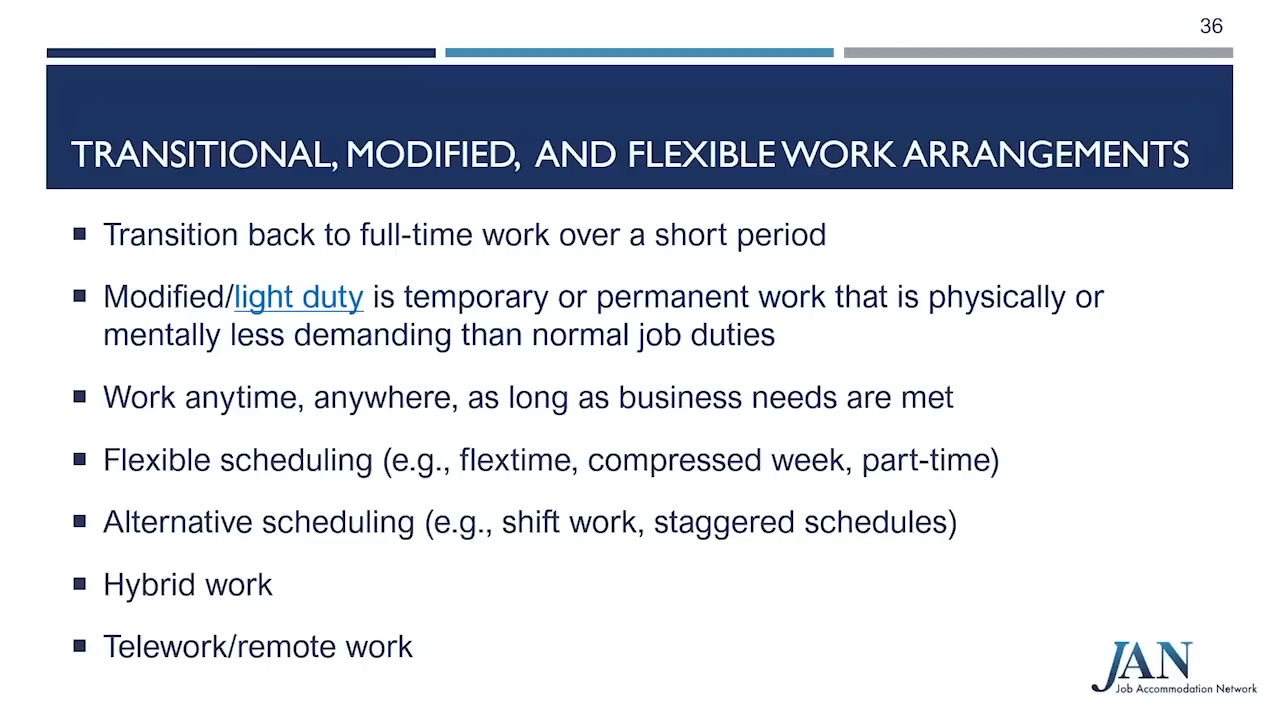 36
TRANSITIONAL, MODIFIED, AND FLEXIBLE WORK ARRANGEMENTS
▪ Transition back to full-time work over a short period
▪ Modified/light duty is temporary or permanent work that is physically or
mentally less demanding than normal job duties
▪ Work anytime, anywhere, as long as business needs are met
▪ Flexible scheduling (e.g., flextime, compressed week, part-time)
▪ Alternative scheduling (e.g., shift work, staggered schedules)
▪ Hybrid work
▪ Telework/remote work
JAN
Job Accommodation Network